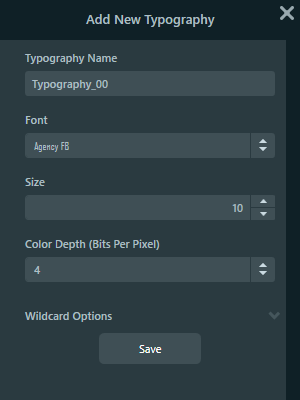 Add New Typography
Typography Name
Typography_00
Font
Agency FB
Size
10
Color Depth (Bits Per Pixel)
4
Wildcard Options
Save